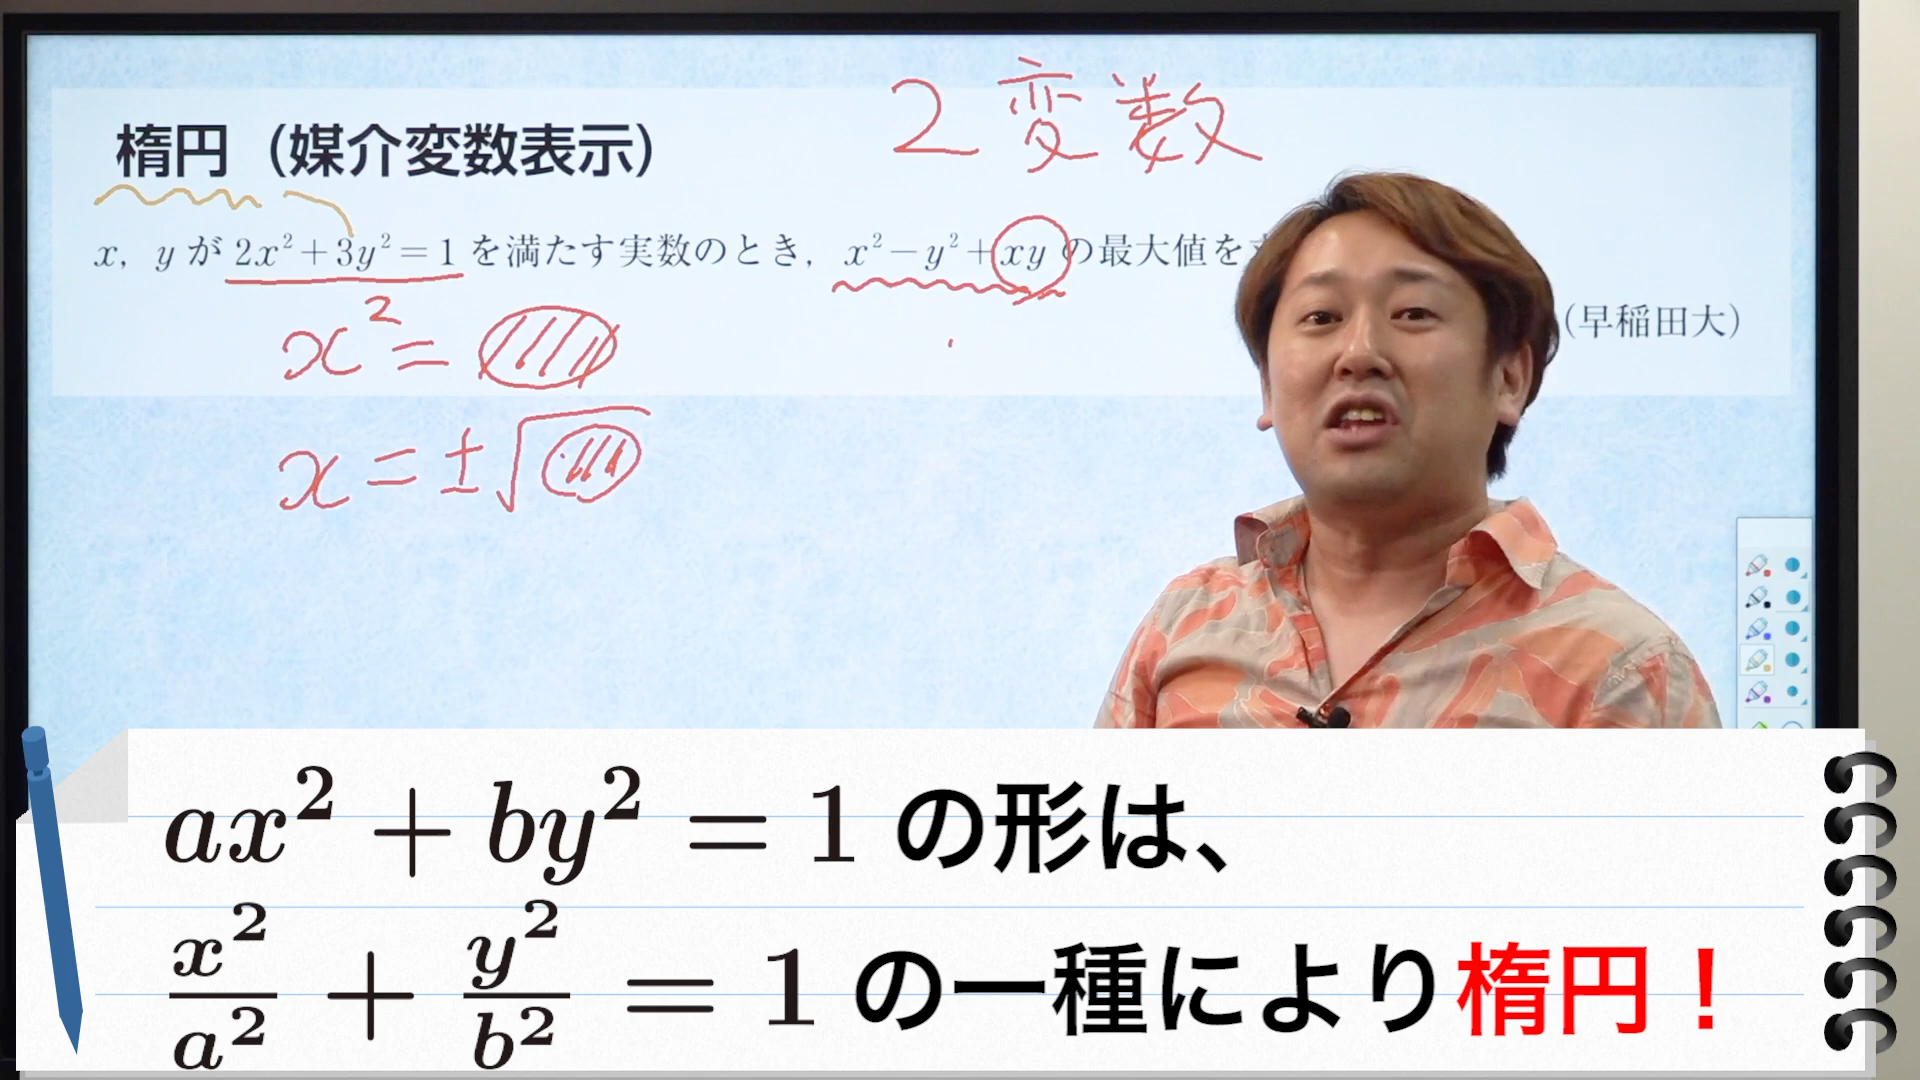 2変数
楕円（媒介変数表示）
x, y が 2x²+3y²=1 を満たす実数のとき, x²−y²+xy の最大値を
(早稲田大)
x²=
x=±√
ax²+by²=1 の形は、
x²/a²+y²/b²=1 の一種により楕円！